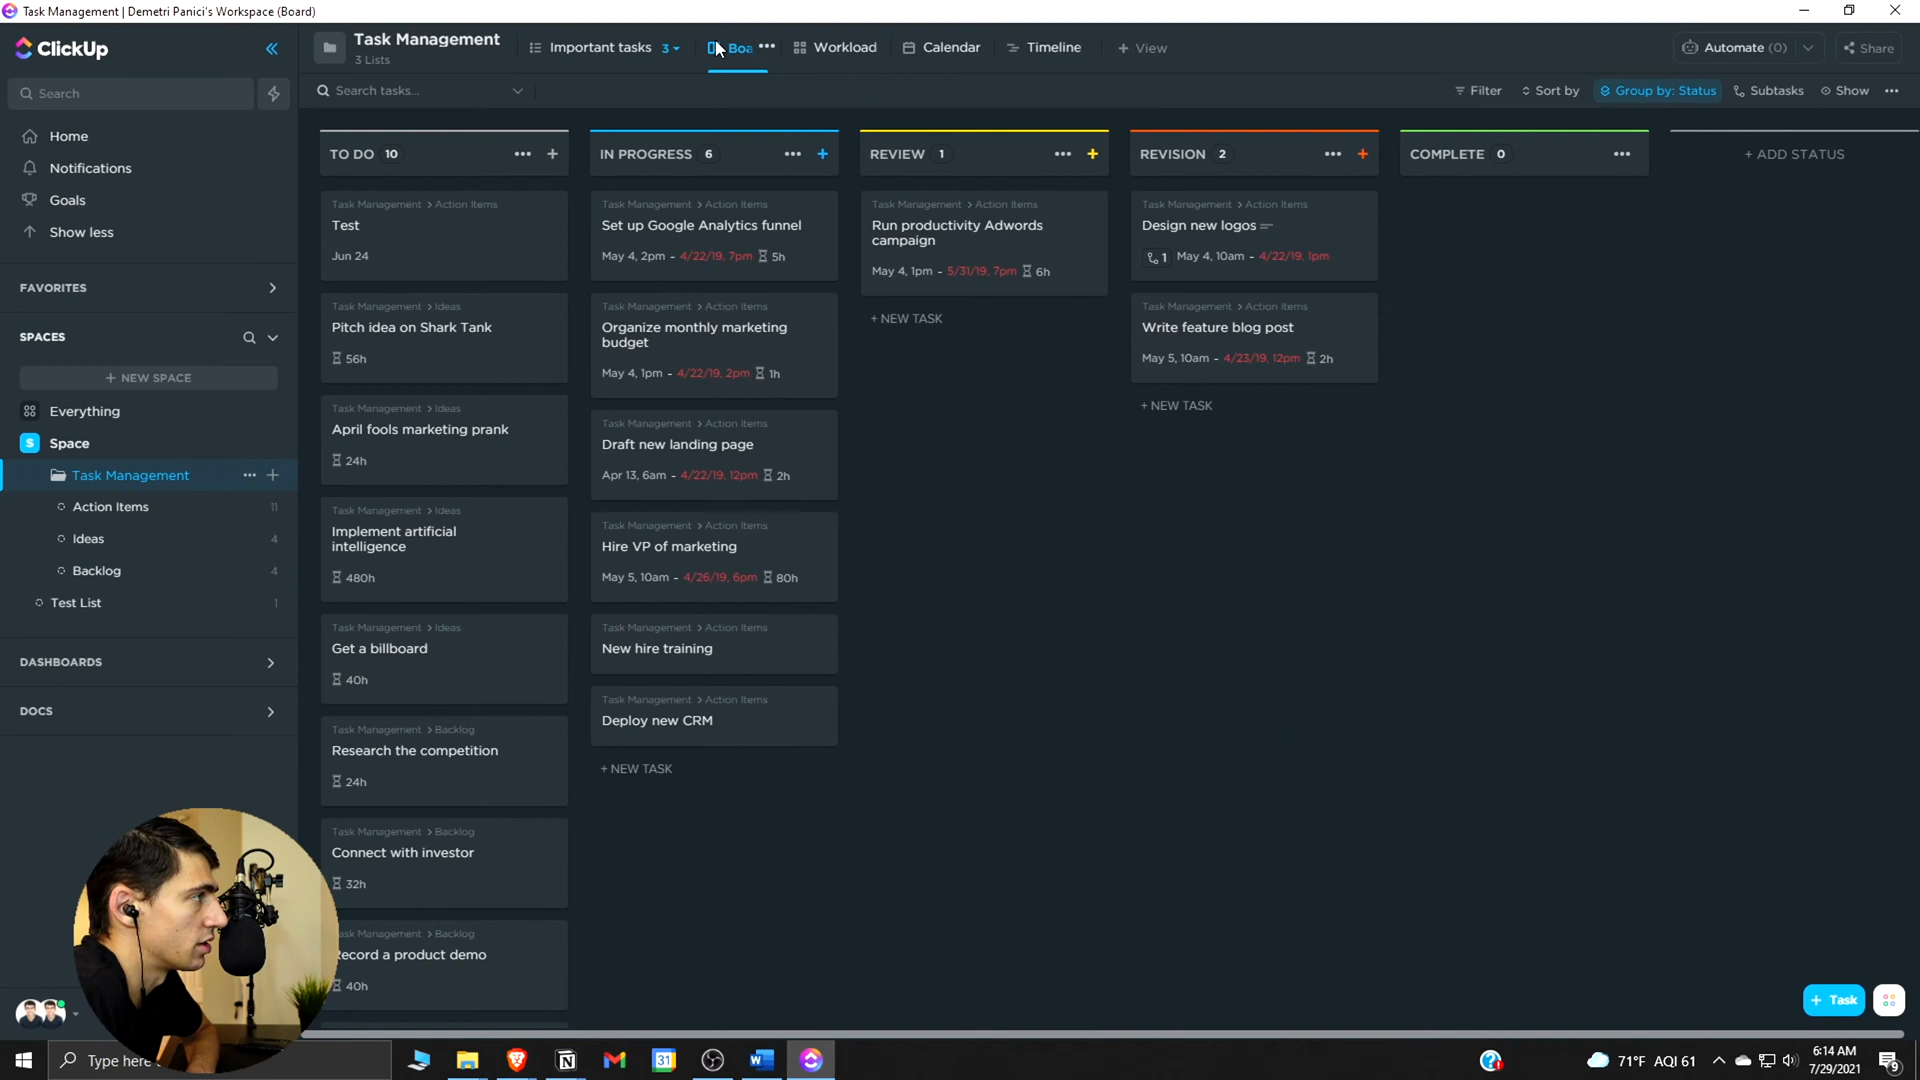 Task Management | Demetri Panici's Workspace (Board)
ClickUp
Search
Home
Notifications
Goals
Show less
FAVORITES
SPACES
+ NEW SPACE
Everything
S Space
Task Management
Action Items 11
Ideas 4
Backlog 4
Test List 1
DASHBOARDS
DOCS
Task Management
3 Lists
Important tasks 3
Boa
Workload
Calendar
Timeline
+ View
Automate (0)
Share
Search tasks...
Filter
Sort by
Group by: Status
Subtasks
Show
TO DO 10
Task Management > Action Items
Test
Jun 24
Task Management > Ideas
Pitch idea on Shark Tank
56h
Task Management > Ideas
April fools marketing prank
24h
Task Management > Ideas
Implement artificial
intelligence
480h
Task Management > Ideas
Get a billboard
40h
Task Management > Backlog
Research the competition
24h
Task Management > Backlog
Connect with investor
32h
Management > Backlog
Record a product demo
40h
IN PROGRESS 6
Task Management > Action Items
Set up Google Analytics funnel
May 4, 2pm - 4/22/19, 7pm 5h
Task Management > Action Items
Organize monthly marketing
budget
May 4, 1pm - 4/22/19, 2pm 1h
Task Management > Action Items
Draft new landing page
Apr 13, 6am - 4/22/19, 12pm 2h
Task Management > Action Items
Hire VP of marketing
May 5, 10am - 4/26/19, 6pm 80h
Task Management > Action Items
New hire training
Task Management > Action Items
Deploy new CRM
+ NEW TASK
REVIEW 1
Task Management > Action Items
Run productivity Adwords
campaign
May 4, 1pm - 5/31/19, 7pm 6h
+ NEW TASK
REVISION 2
Task Management > Action Items
Design new logos
1 May 4, 10am - 4/22/19, 1pm
Task Management > Action Items
Write feature blog post
May 5, 10am - 4/23/19, 12pm 2h
+ NEW TASK
COMPLETE 0
+ ADD STATUS
+ Task
Type here
31
71°F AQI 61
6:14 AM
7/29/2021
9